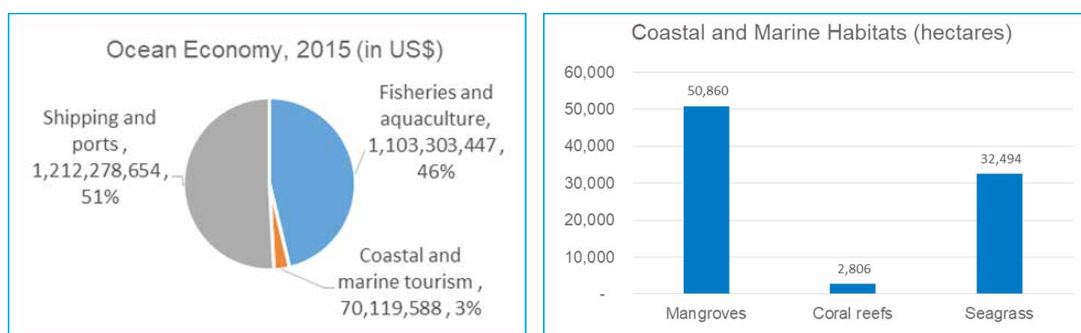 Ocean Economy, 2015 (in US$)
Shipping and
ports ,
1,212,278,654 ,
51%
Fisheries and
aquaculture,
1,103,303,447 ,
46%
Coastal and
marine tourism ,
70,119,588 , 3%
Coastal and Marine Habitats (hectares)
60,000
50,000
40,000
30,000
20,000
10,000
-
50,860
2,806
32,494
Mangroves
Coral reefs
Seagrass